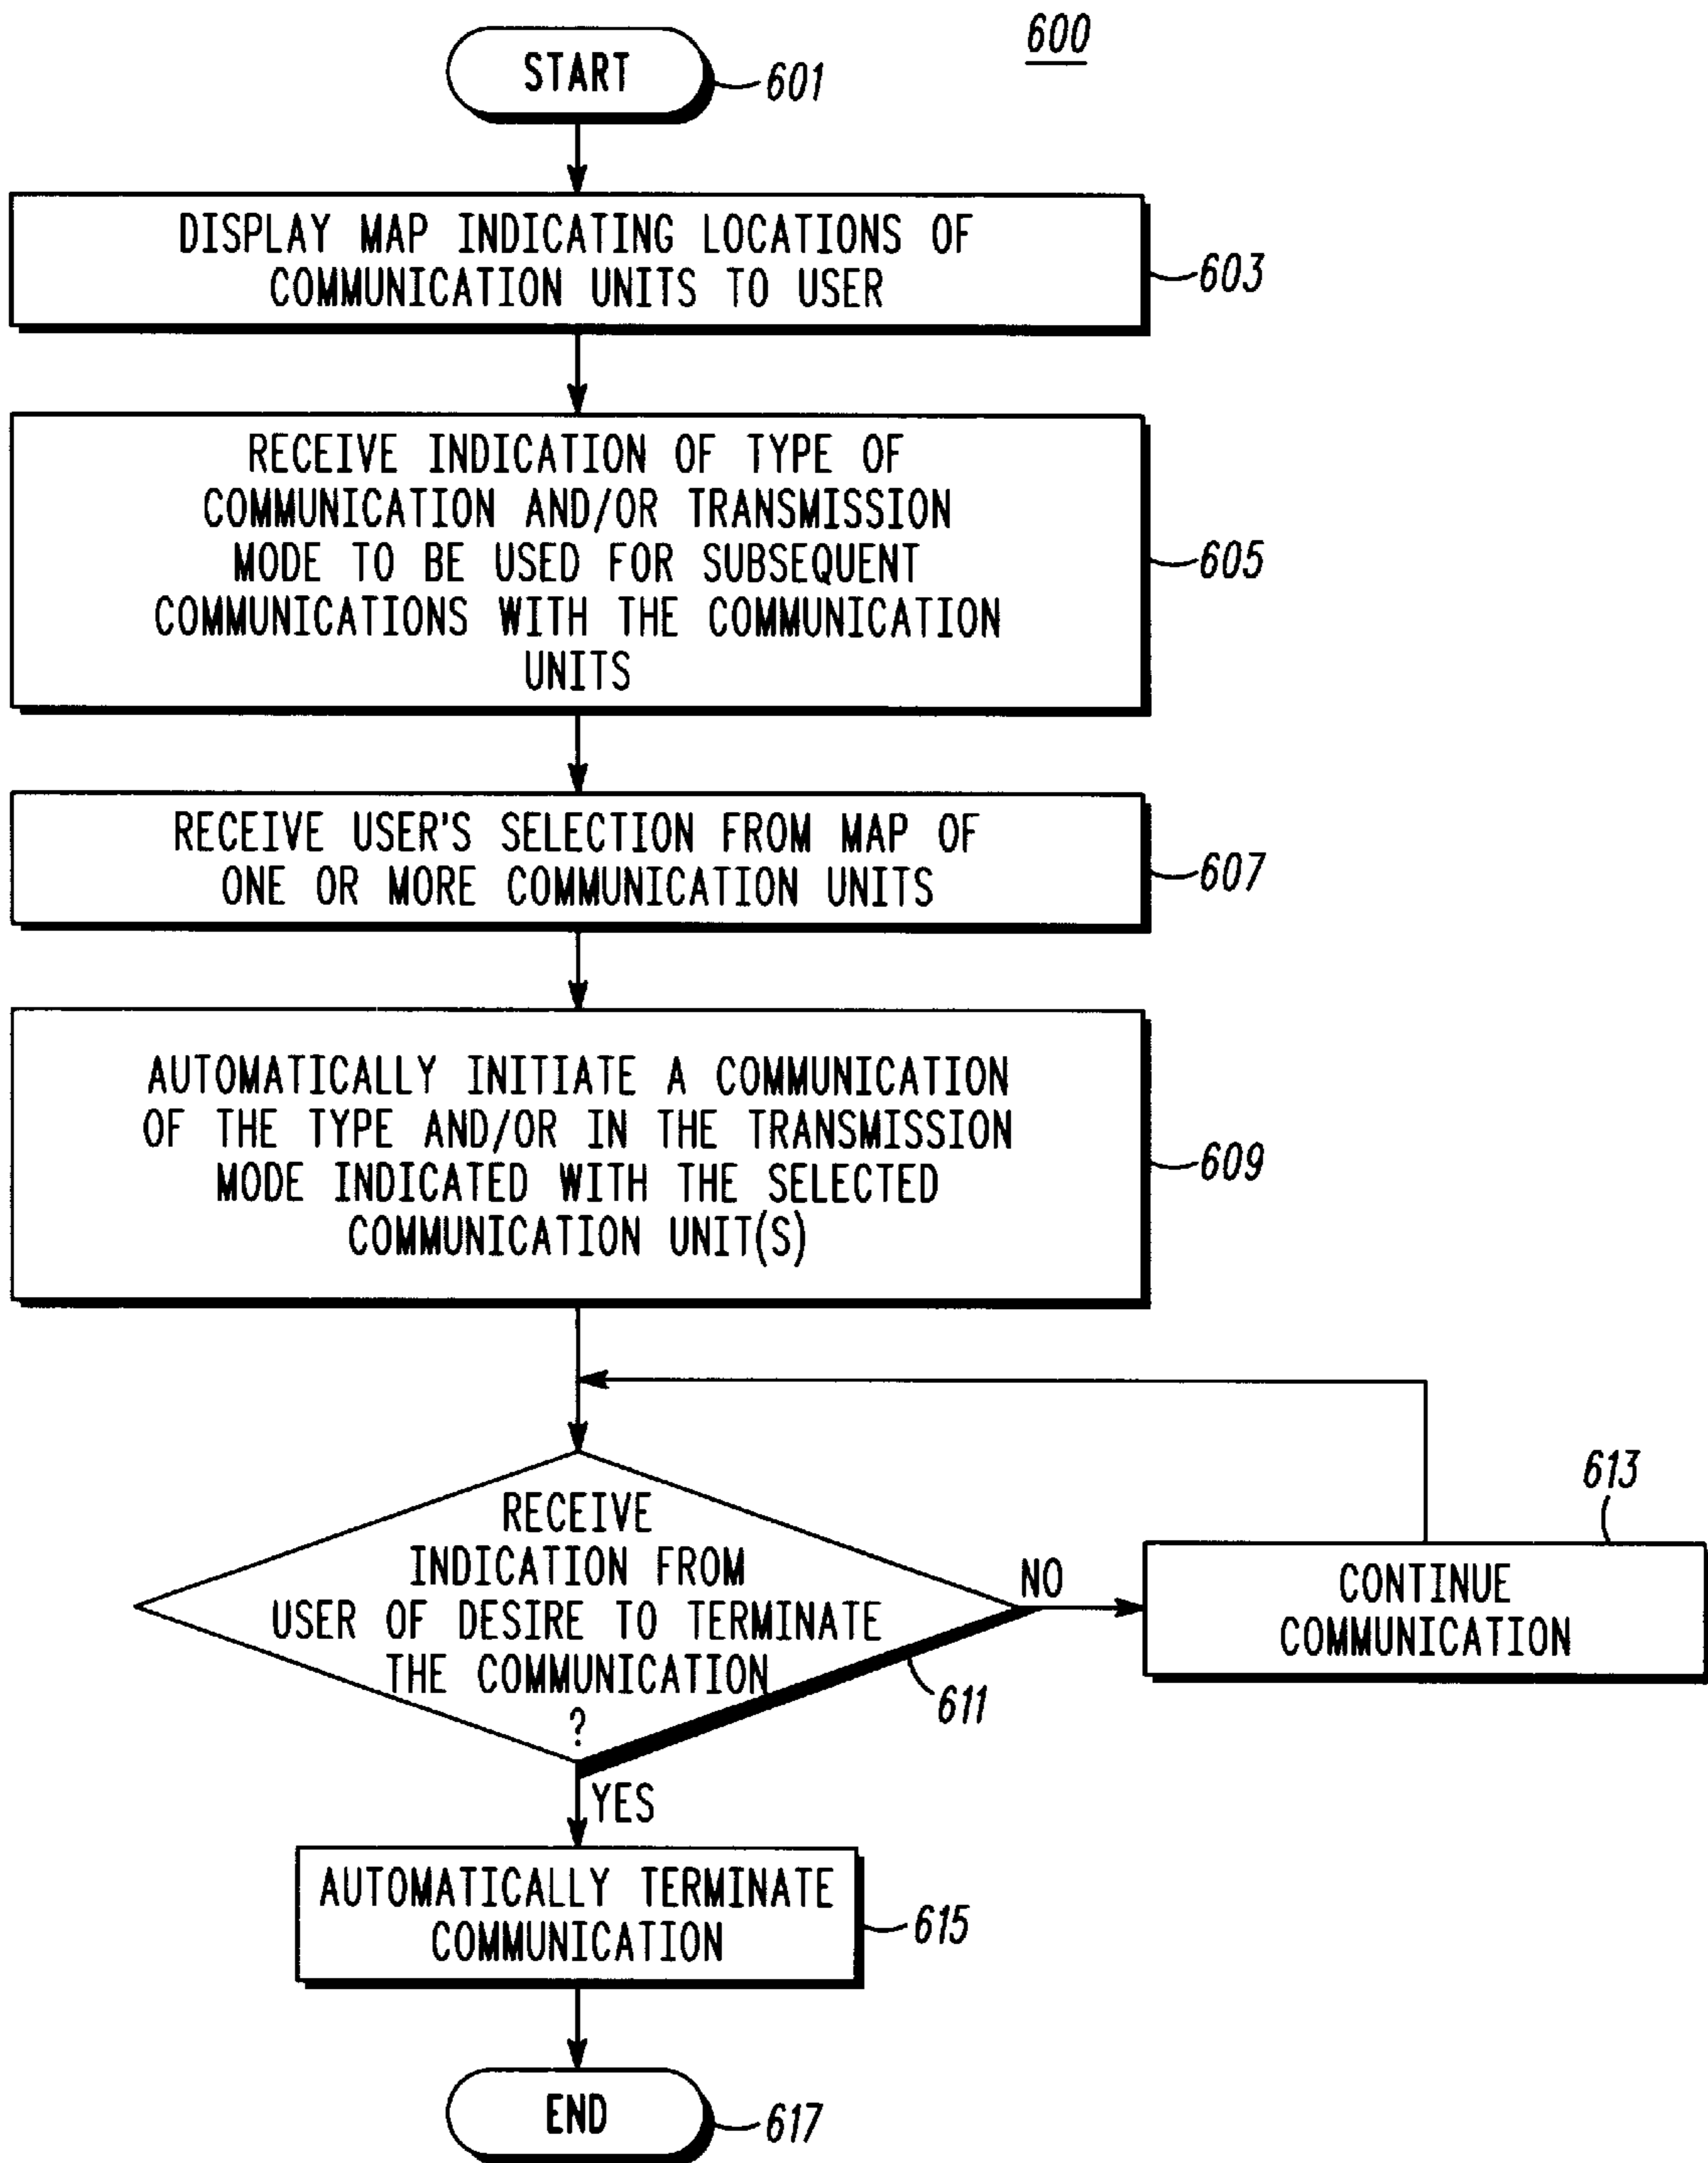 600
START
601
DISPLAY MAP INDICATING LOCATIONS OF
COMMUNICATION UNITS TO USER
603
RECEIVE INDICATION OF TYPE OF
COMMUNICATION AND/OR TRANSMISSION
MODE TO BE USED FOR SUBSEQUENT
COMMUNICATIONS WITH THE COMMUNICATION
UNITS
605
RECEIVE USER'S SELECTION FROM MAP OF
ONE OR MORE COMMUNICATION UNITS
607
AUTOMATICALLY INITIATE A COMMUNICATION
OF THE TYPE AND/OR IN THE TRANSMISSION
MODE INDICATED WITH THE SELECTED
COMMUNICATION UNIT(S)
609
RECEIVE
INDICATION FROM
USER OF DESIRE TO TERMINATE
THE COMMUNICATION
?
611
NO
613
CONTINUE
COMMUNICATION
YES
AUTOMATICALLY TERMINATE
COMMUNICATION
615
END
617